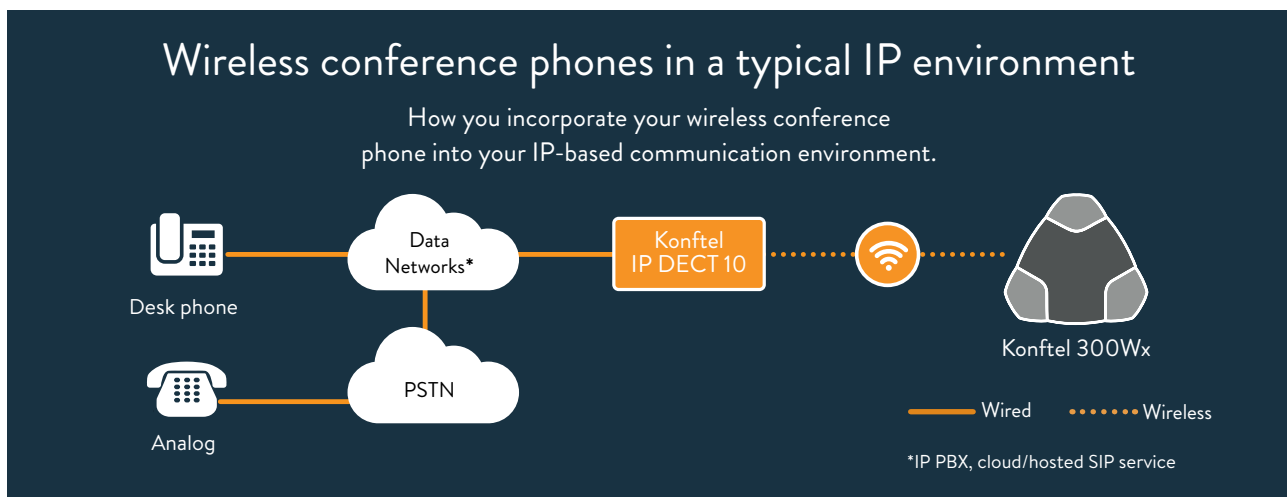 Wireless conference phones in a typical IP environment
How you incorporate your wireless conference
phone into your IP-based communication environment.
Data
Networks*
Konftel
IP DECT 10
Desk phone
Konftel 300Wx
PSTN
Analog
Wired
Wireless
*IP PBX, cloud/hosted SIP service